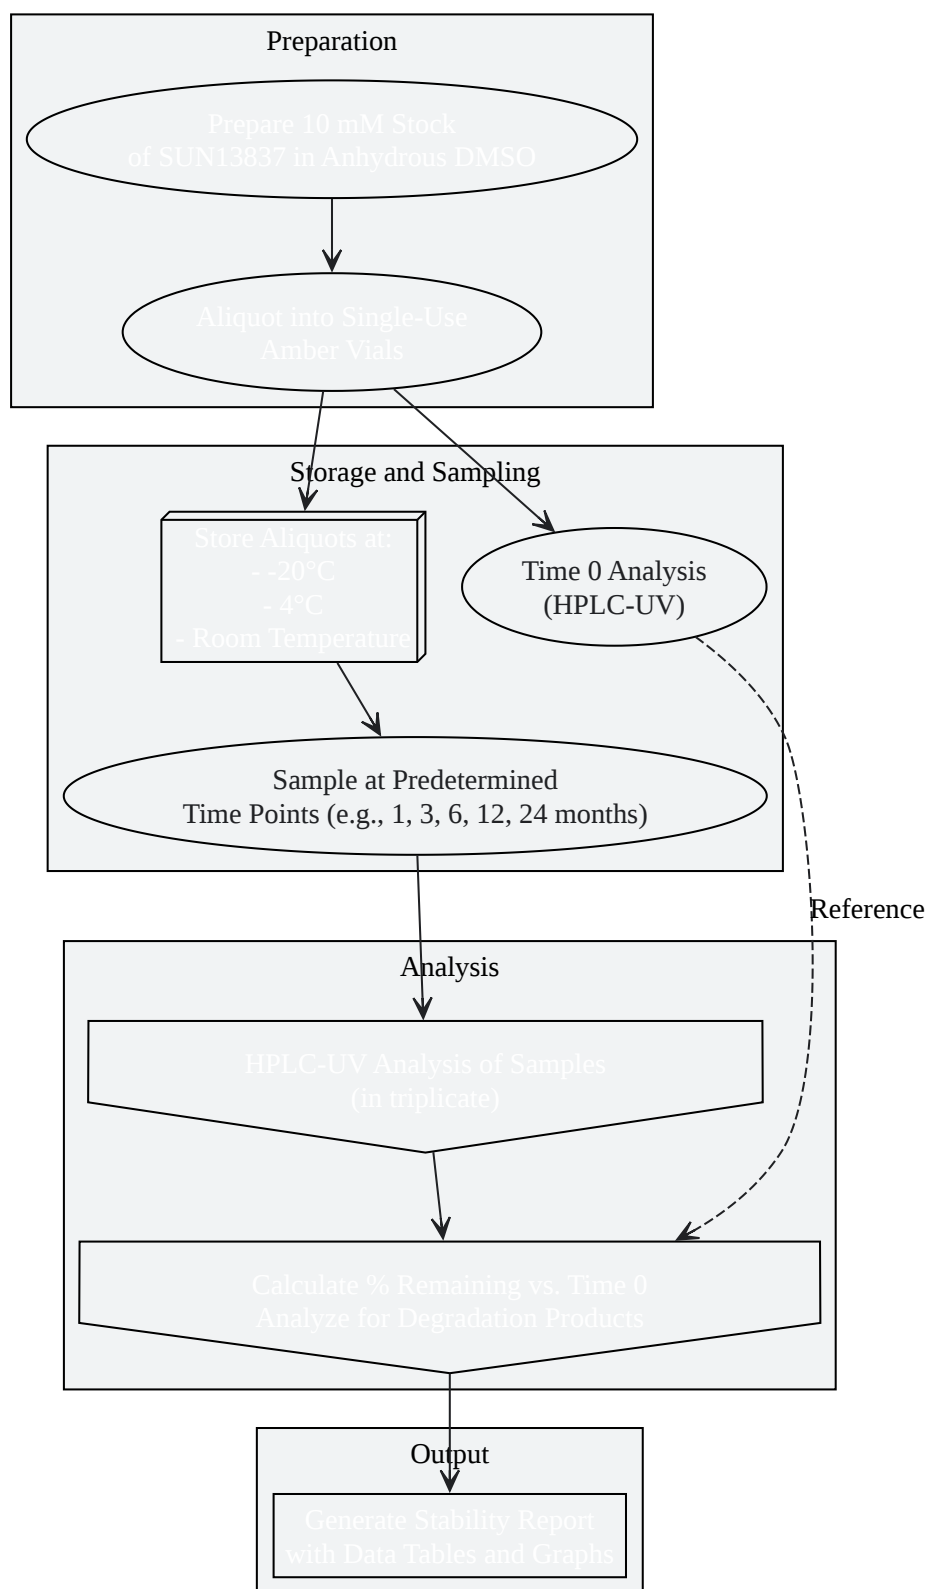 Preparation
Prepare 10 mM Stock
of SUN13837 in Anhydrous DMSO
Aliquot into Single-Use
Amber Vials
Storage and Sampling
Store Aliquots at:
- -20°C
- 4°C
- Room Temperature
Time 0 Analysis
(HPLC-UV)
Sample at Predetermined
Time Points (e.g., 1, 3, 6, 12, 24 months)
Reference
Analysis
HPLC-UV Analysis of Samples
(in triplicate)
Calculate % Remaining vs. Time 0
Analyze for Degradation Products
Output
Generate Stability Report
with Data Tables and Graphs